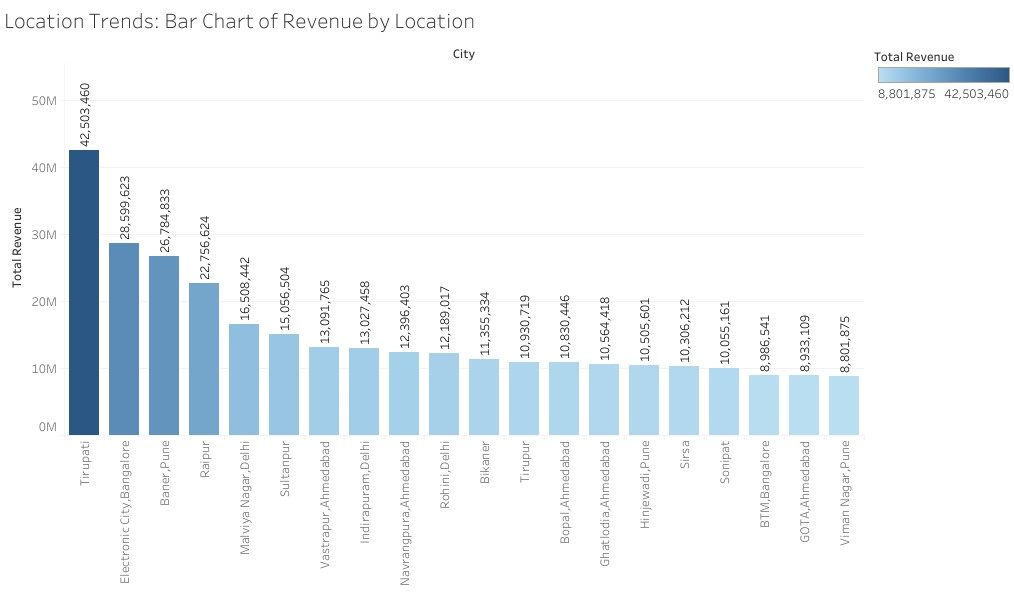 Location Trends: Bar Chart of Revenue by Location
City
Total Revenue
8,801,875 42,503,460
Total Revenue
50M
40M
30M
20M
10M
0M
42,503,460
28,599,623
26,784,833
22,756,624
16,508,442
15,056,504
13,091,765
13,027,458
12,396,403
12,189,017
11,355,334
10,930,719
10,830,446
10,564,418
10,505,601
10,306,212
10,055,161
8,986,541
8,933,109
8,801,875
Tirupati
Electronic City,Bangalore
Baner,Pune
Raipur
Malviya Nagar,Delhi
Sultanpur
Vastrapur,Ahmedabad
Indirapuram,Delhi
Navrangpura,Ahmedabad
Rohini,Delhi
Bikaner
Tirupur
Bopal,Ahmedabad
Ghatlodia,Ahmedabad
Hinjewadi,Pune
Sirsa
Sonipat
BTM,Bangalore
GOTA,Ahmedabad
Viman Nagar,Pune